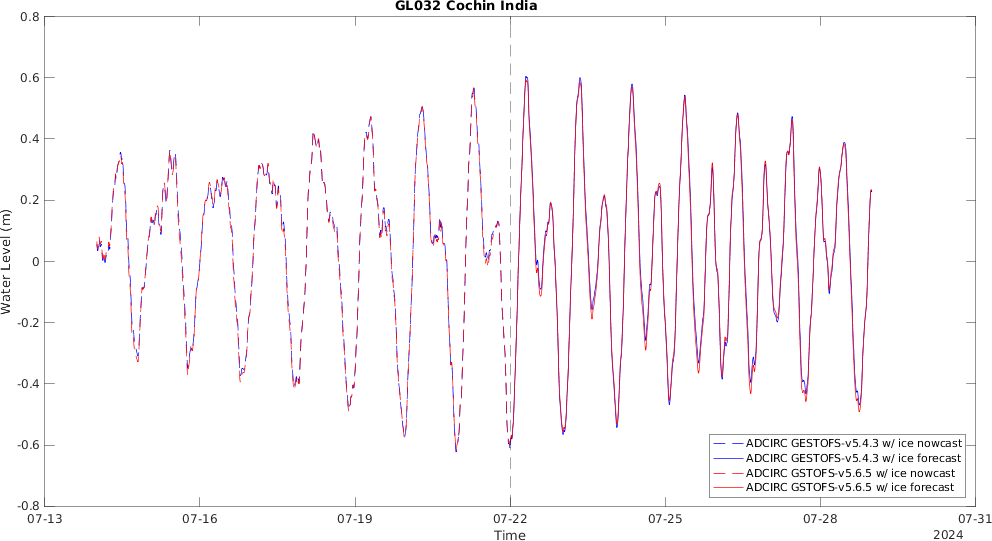 GL032 Cochin India
0.8
0.6
0.4
0.2
0
-0.2
-0.4
-0.6
-0.8
Water Level (m)
ADCIRC GESTOFS-v5.4.3 w/ ice nowcast
ADCIRC GESTOFS-v5.4.3 w/ ice forecast
ADCIRC GSTOFS-v5.6.5 w/ ice nowcast
ADCIRC GSTOFS-v5.6.5 w/ ice forecast
07-13 07-16 07-19 07-22 07-25 07-28 07-31
Time 2024